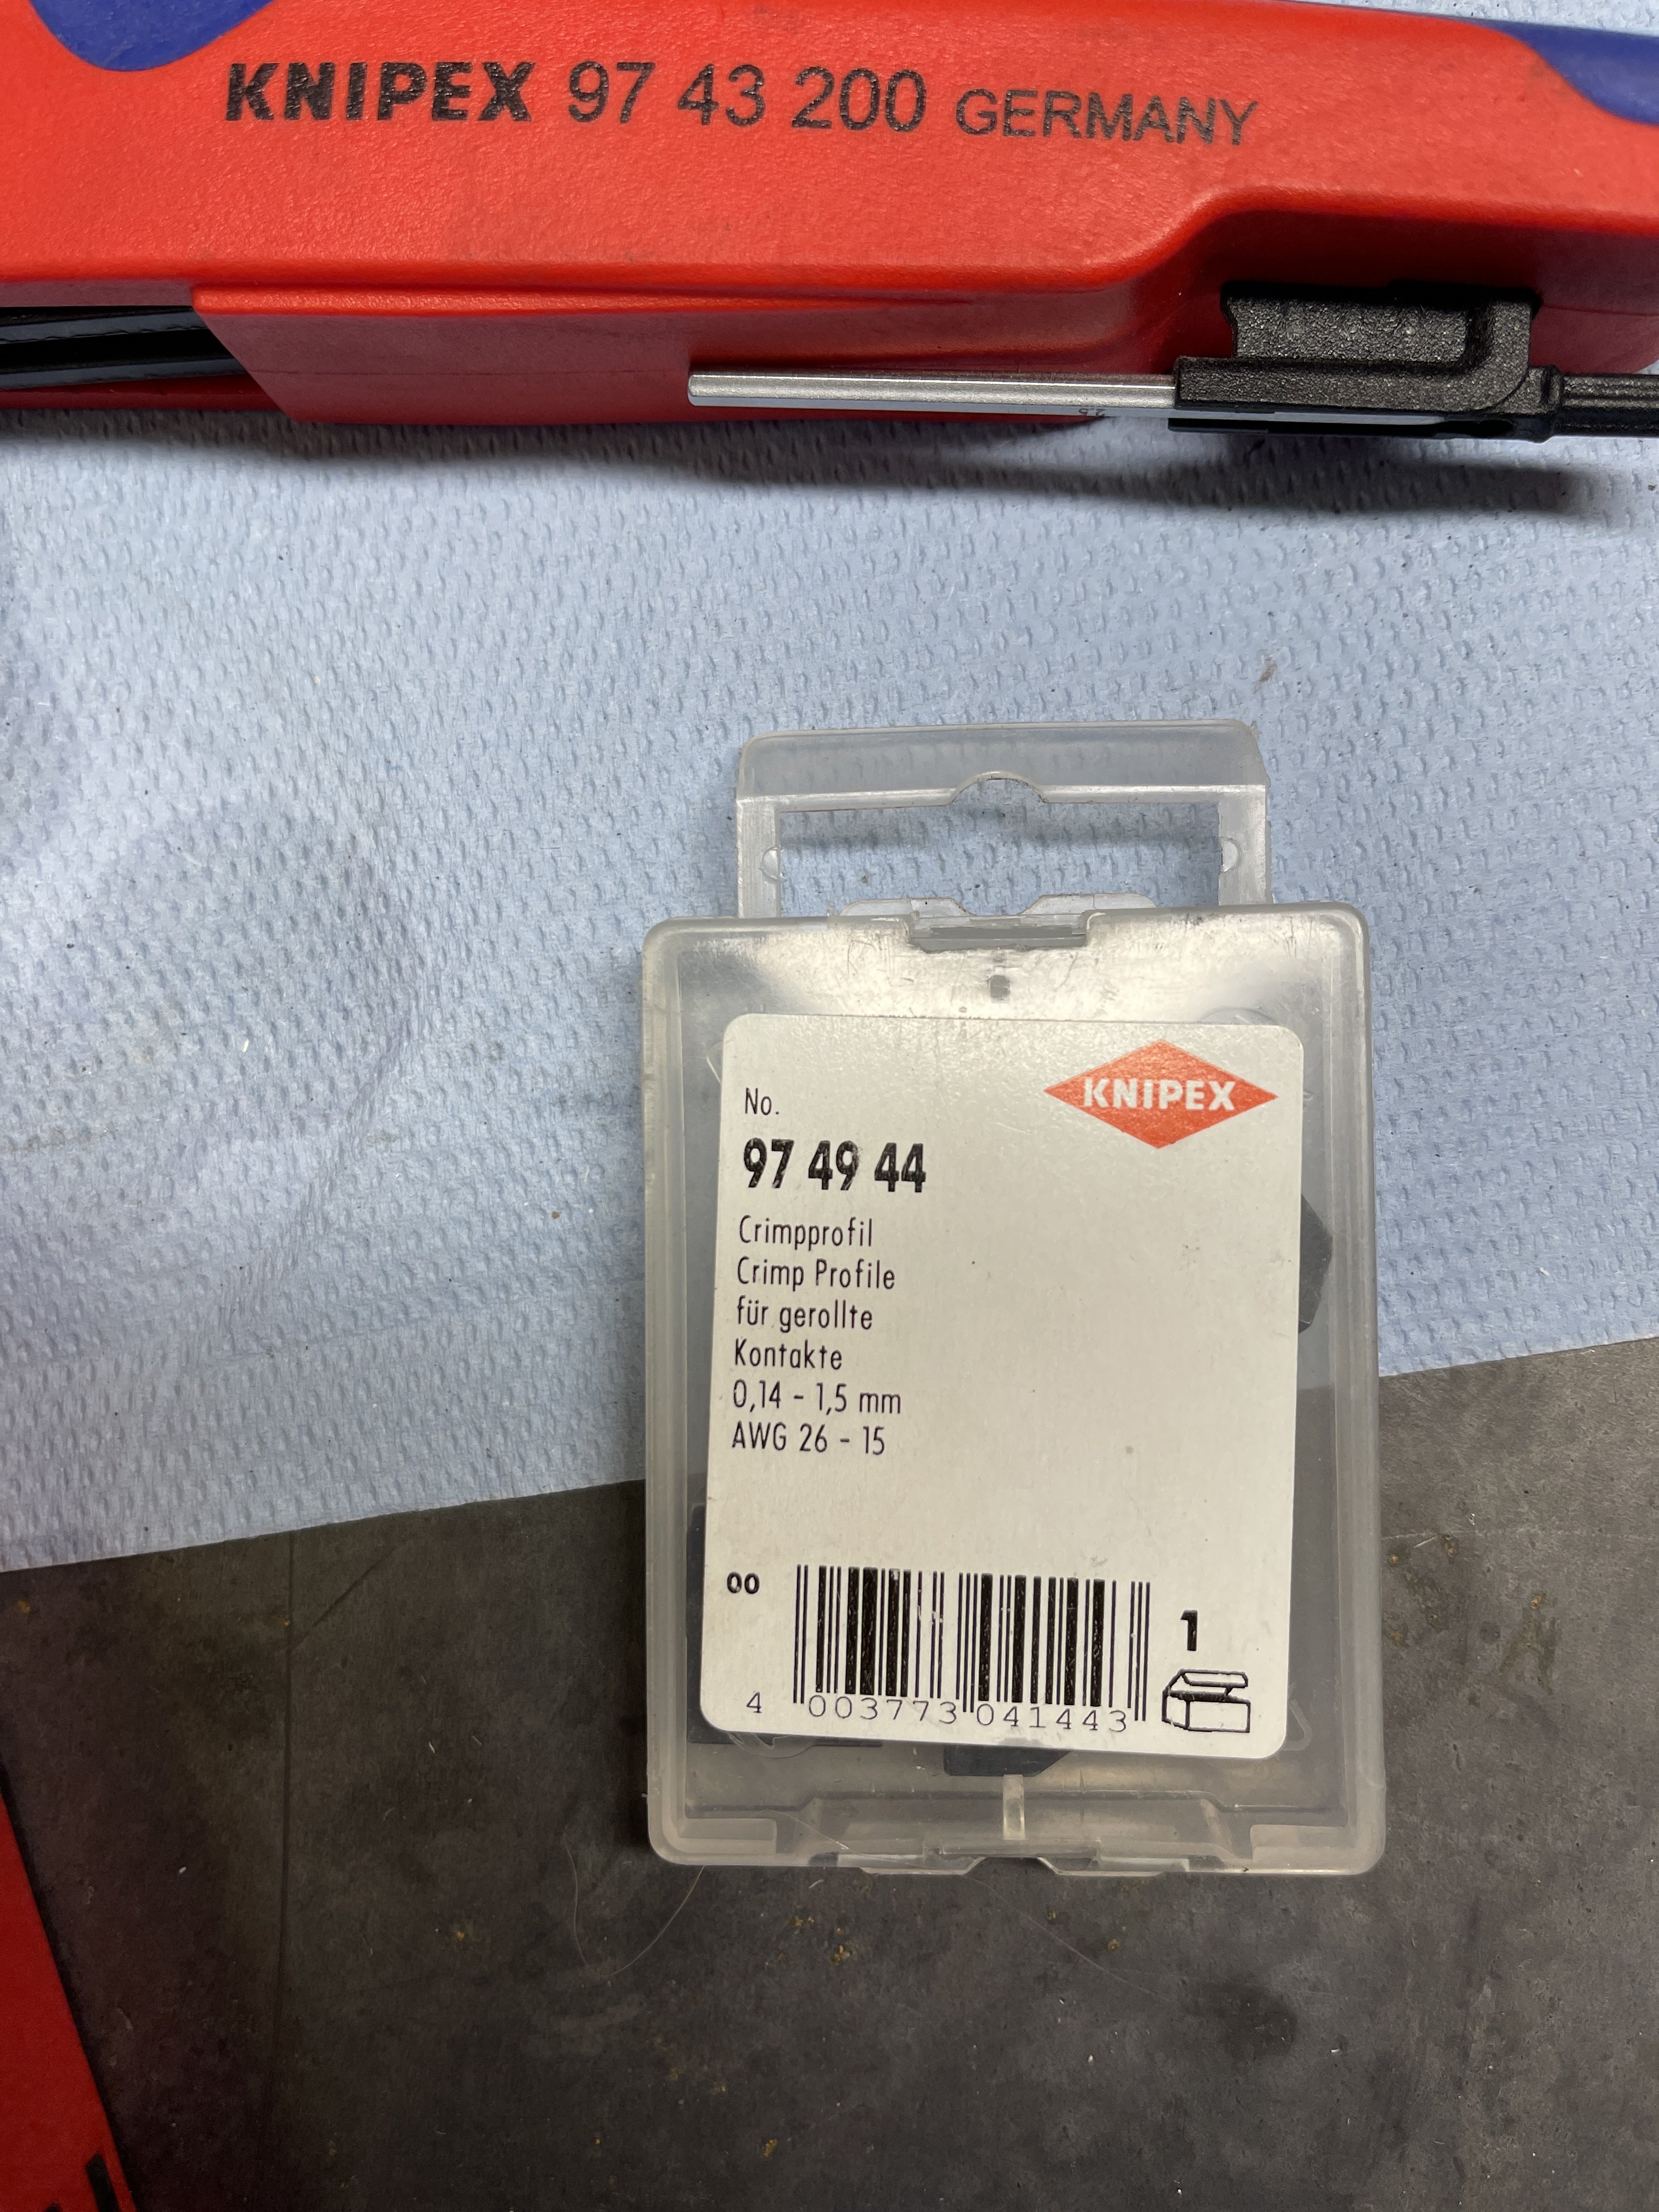 KNIPEX 97 43 200 GERMANY
KNIPEX
No.
97 49 44
Crimpprofil
Crimp Profile
für gerollte
Kontakte
0,14 - 1,5 mm
AWG 26 - 15
00
1
4 003773 041443